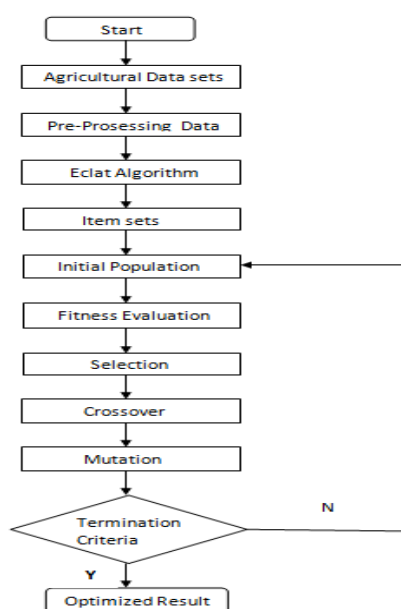 Start
Agricultural Data sets
Pre-Prosessing Data
Eclat Algorithm
Item sets
Initial Population
Fitness Evaluation
Selection
Crossover
Mutation
Termination
Criteria
N
Y
Optimized Result